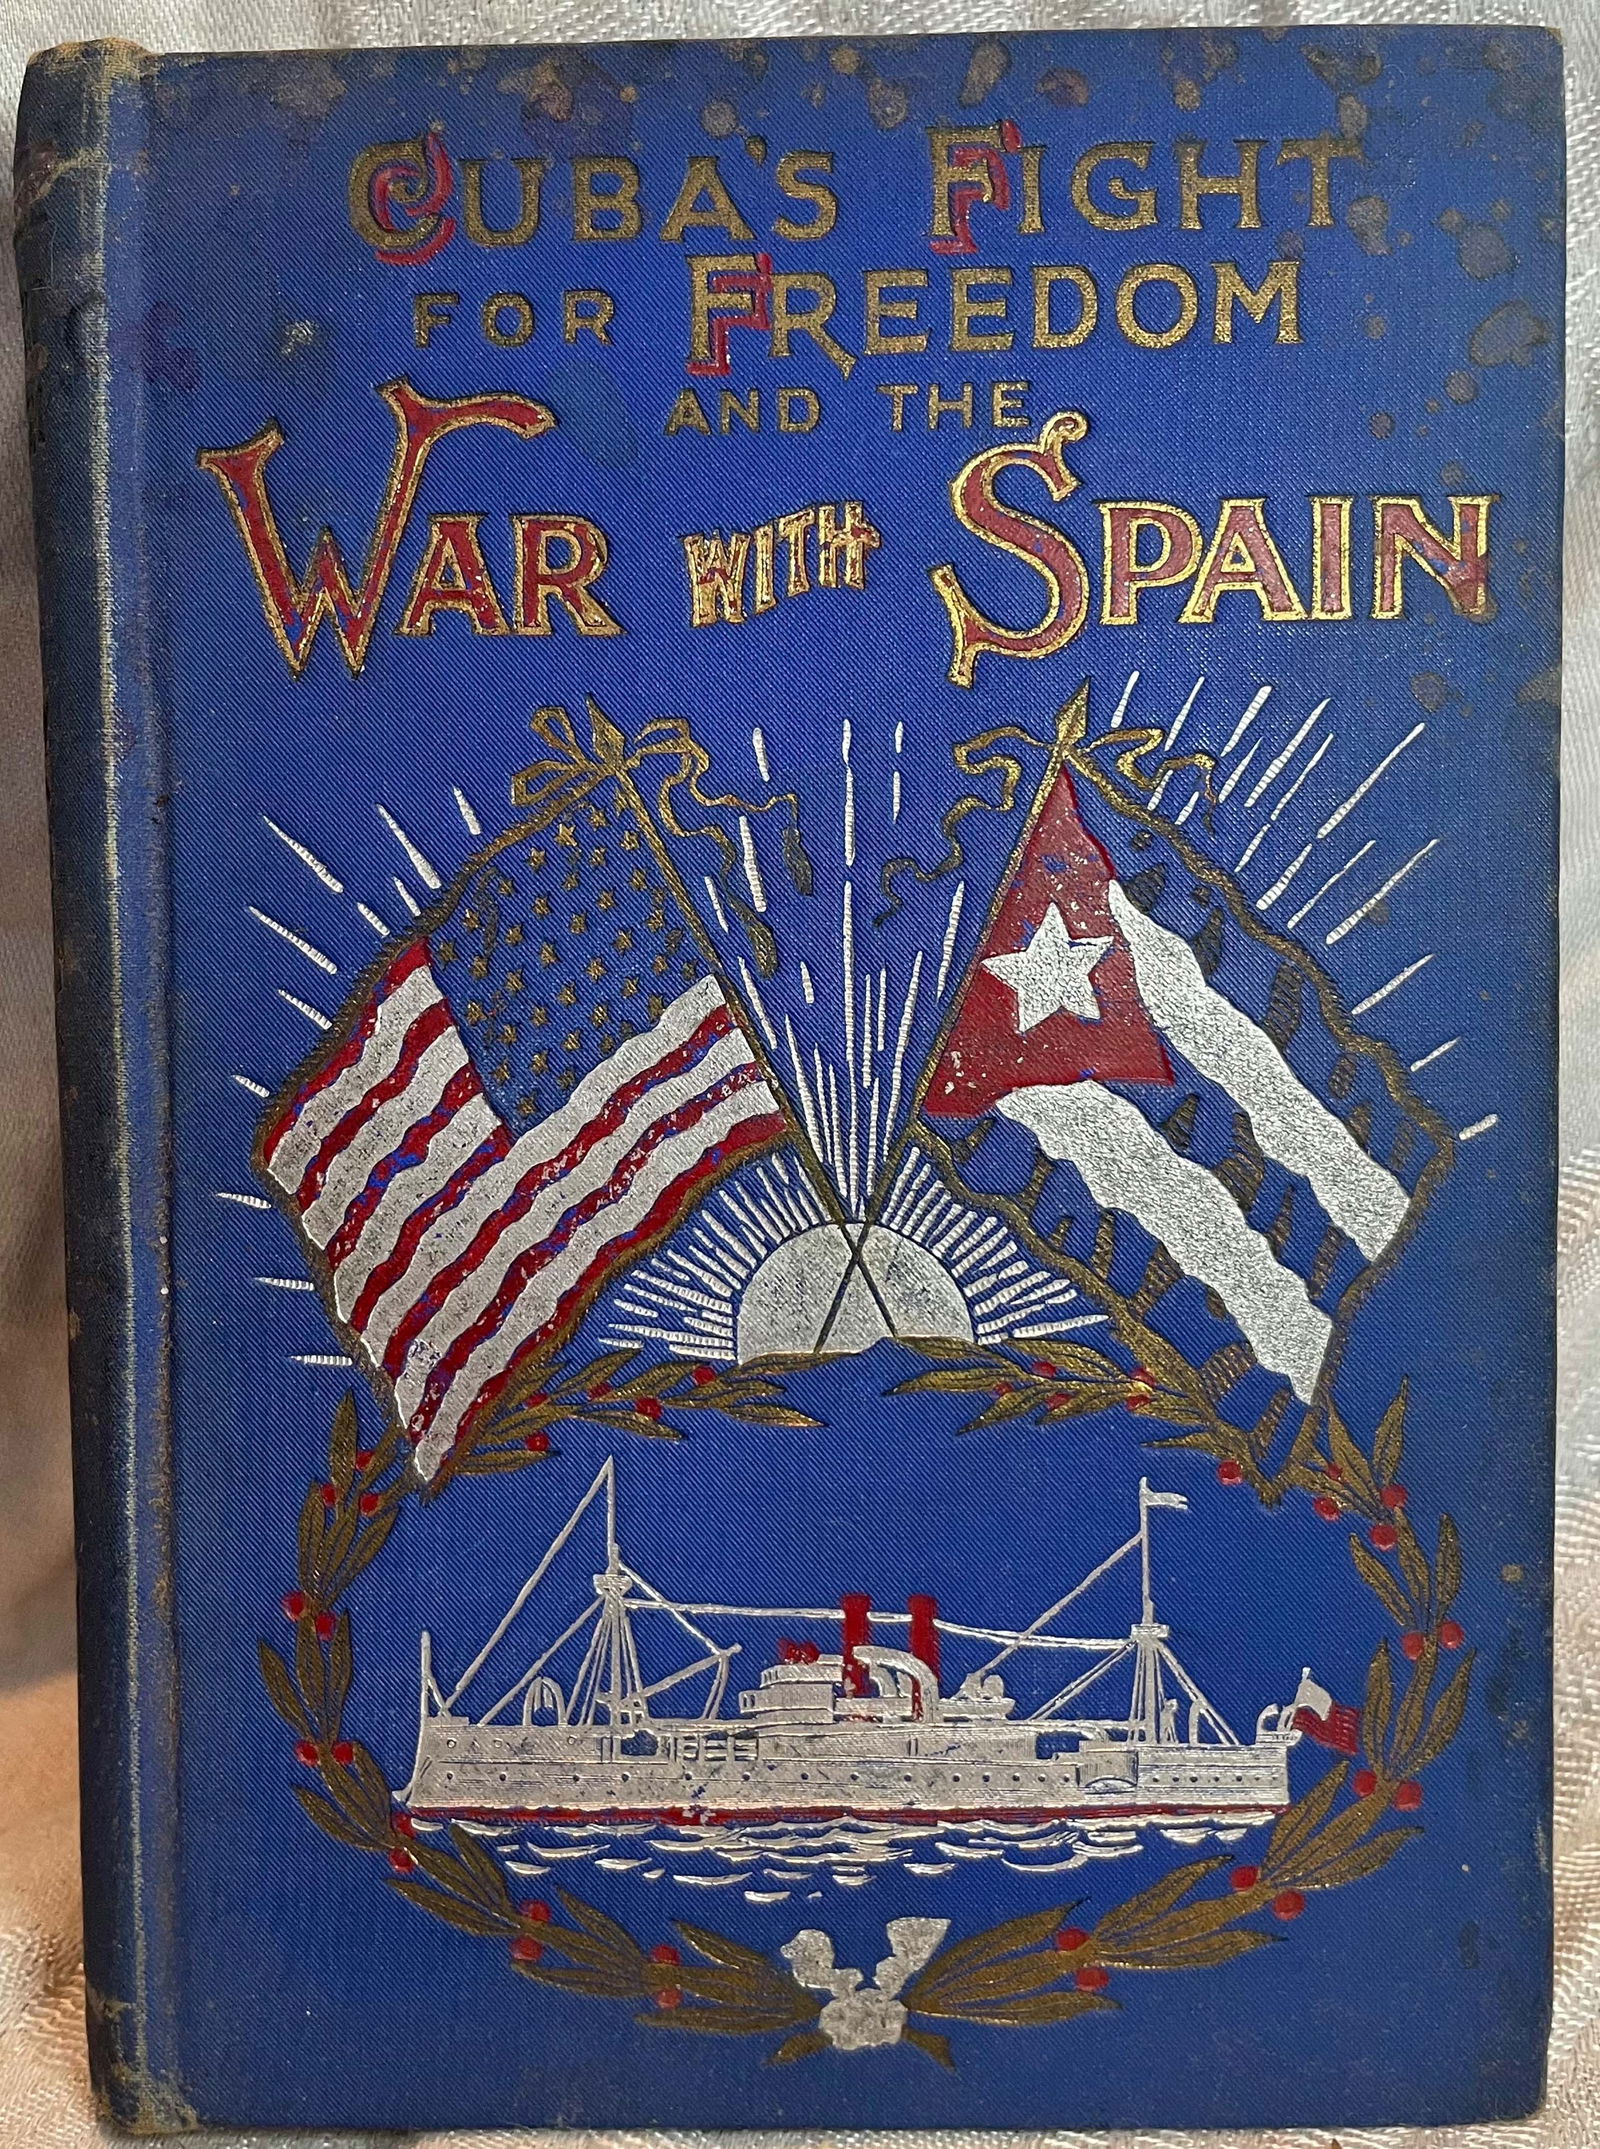 CUBA'S FIGHT
FOR FREEDOM
AND THE
WAR WITH SPAIN